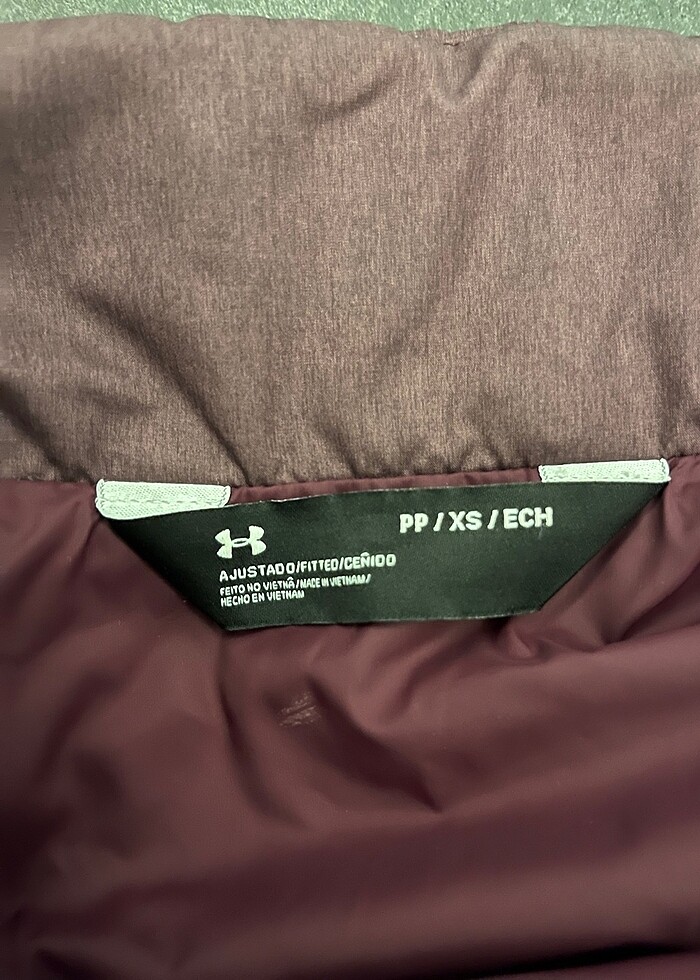 PP / XS / ECH
AJUSTADO/FITTED/CEÑIDO
FEITO NO VIETNÃ/MADE IN VIETNAM/
HECHO EN VIETNAM